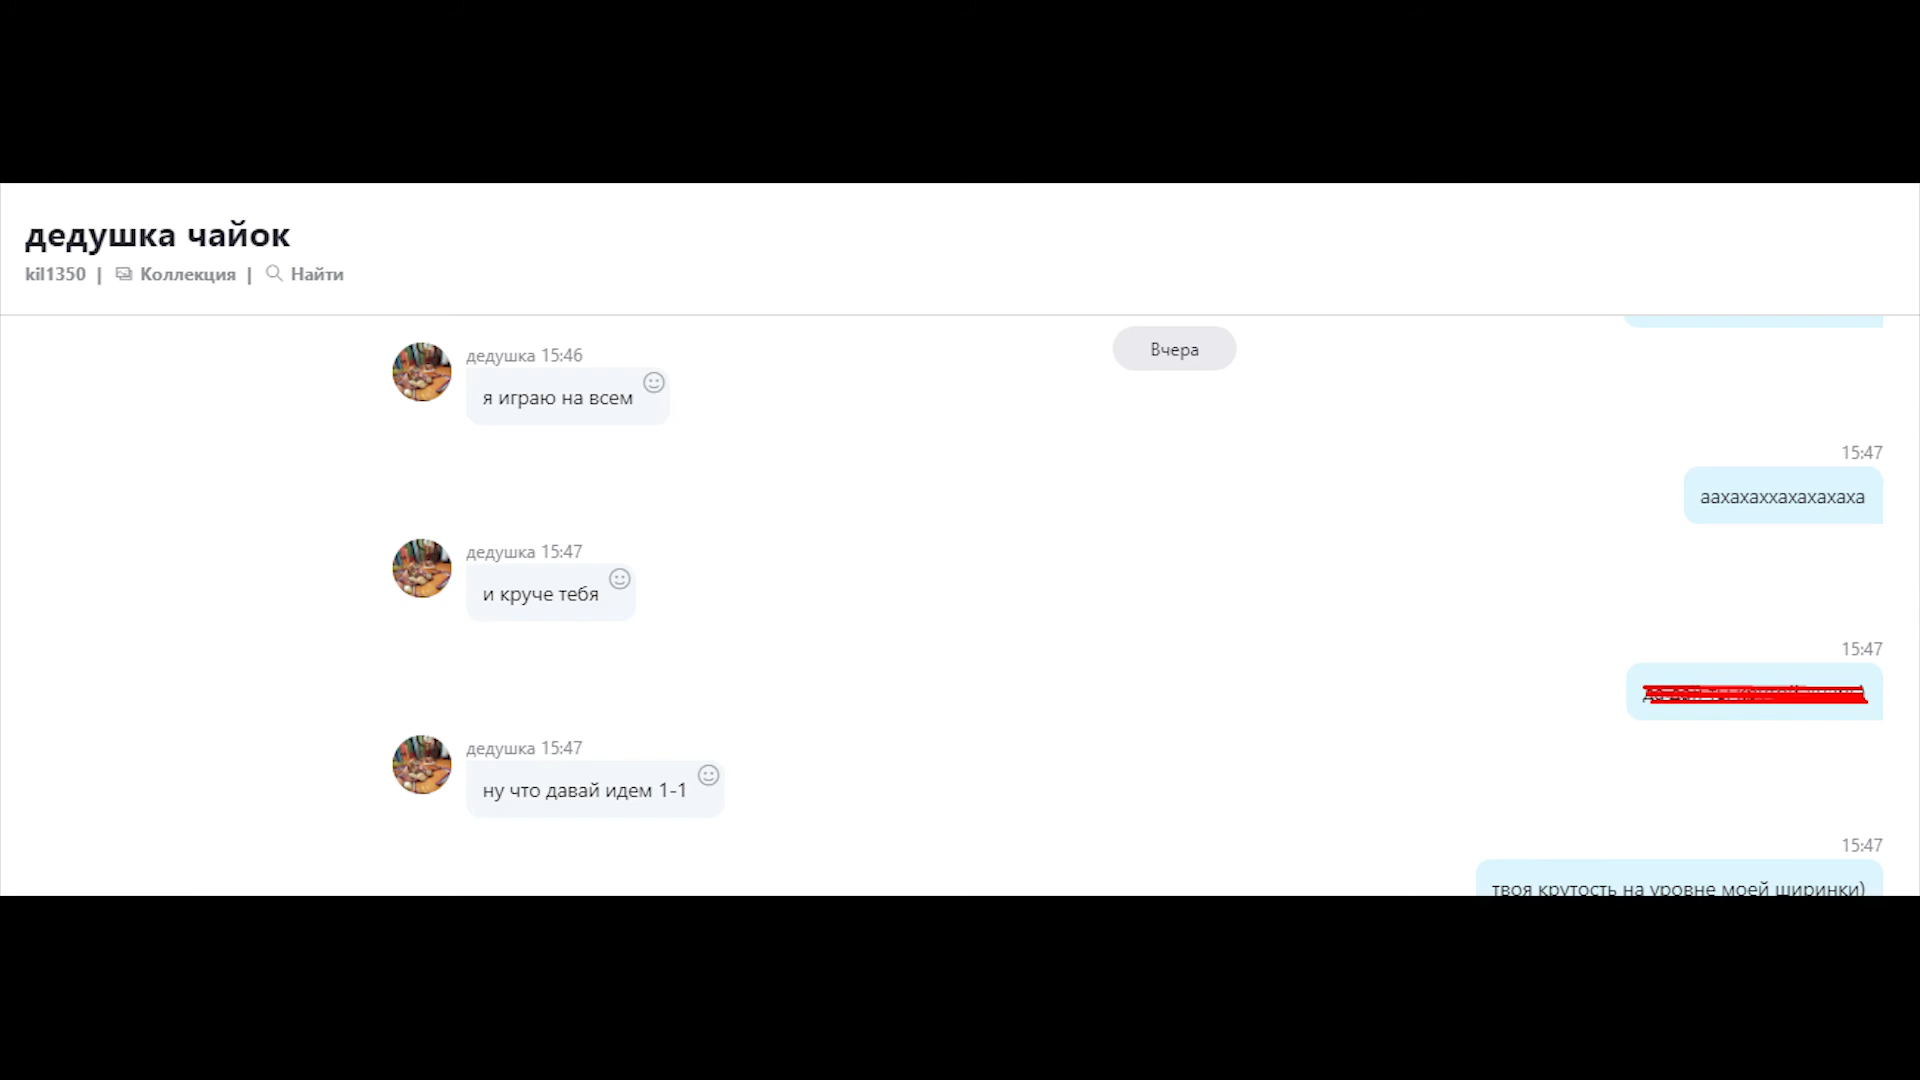 дедушка чайок
kil1350 | Коллекция | Найти
Вчера
дедушка 15:46
я играю на всем
15:47
аахахаххахахахаха
дедушка 15:47
и круче тебя
15:47
дедушка 15:47
ну что давай идем 1-1
15:47
твоя крутость на уровне моей ширинки)